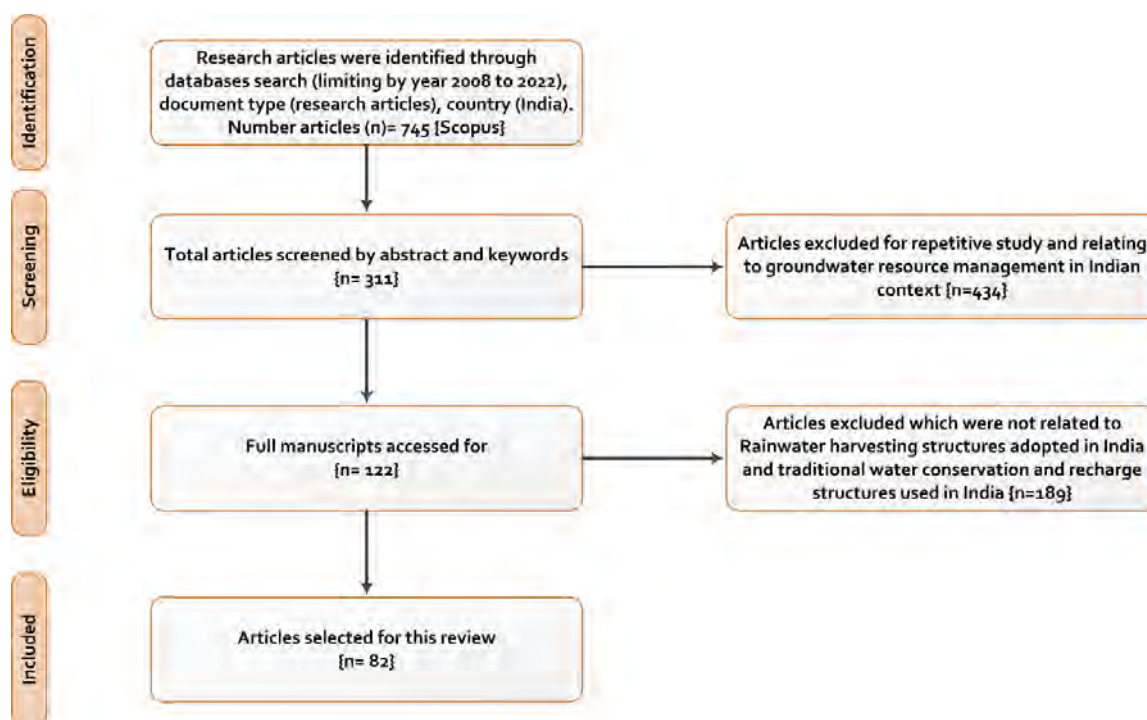 Identification
Research articles were identified through
databases search (limiting by year 2008 to 2022),
document type (research articles), country (India).
Number articles (n)= 745 {Scopus}
Screening
Total articles screened by abstract and keywords
{n= 311}
Articles excluded for repetitive study and relating
to groundwater resource management in Indian
context {n=434}
Eligibility
Full manuscripts accessed for
{n= 122}
Articles excluded which were not related to
Rainwater harvesting structures adopted in India
and traditional water conservation and recharge
structures used in India {n=189}
Included
Articles selected for this review
{n= 82}